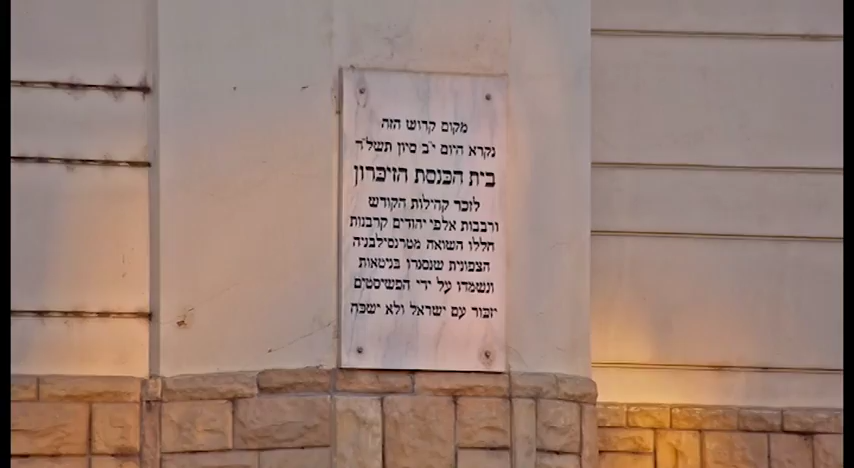 מקום קדוש הזה
נקרא היום י״ב סיון תשל״ד
בית הכנסת הזיכרון
לזכר קהילות הקודש
ורבבות אלפי יהודים קרבנות
חללו השואה מטרנסילבניה
הצפונית שנסגרו בגיטאות
ונשמדו על ידי הפשיסטים
יזכור עם ישראל ולא ישכח